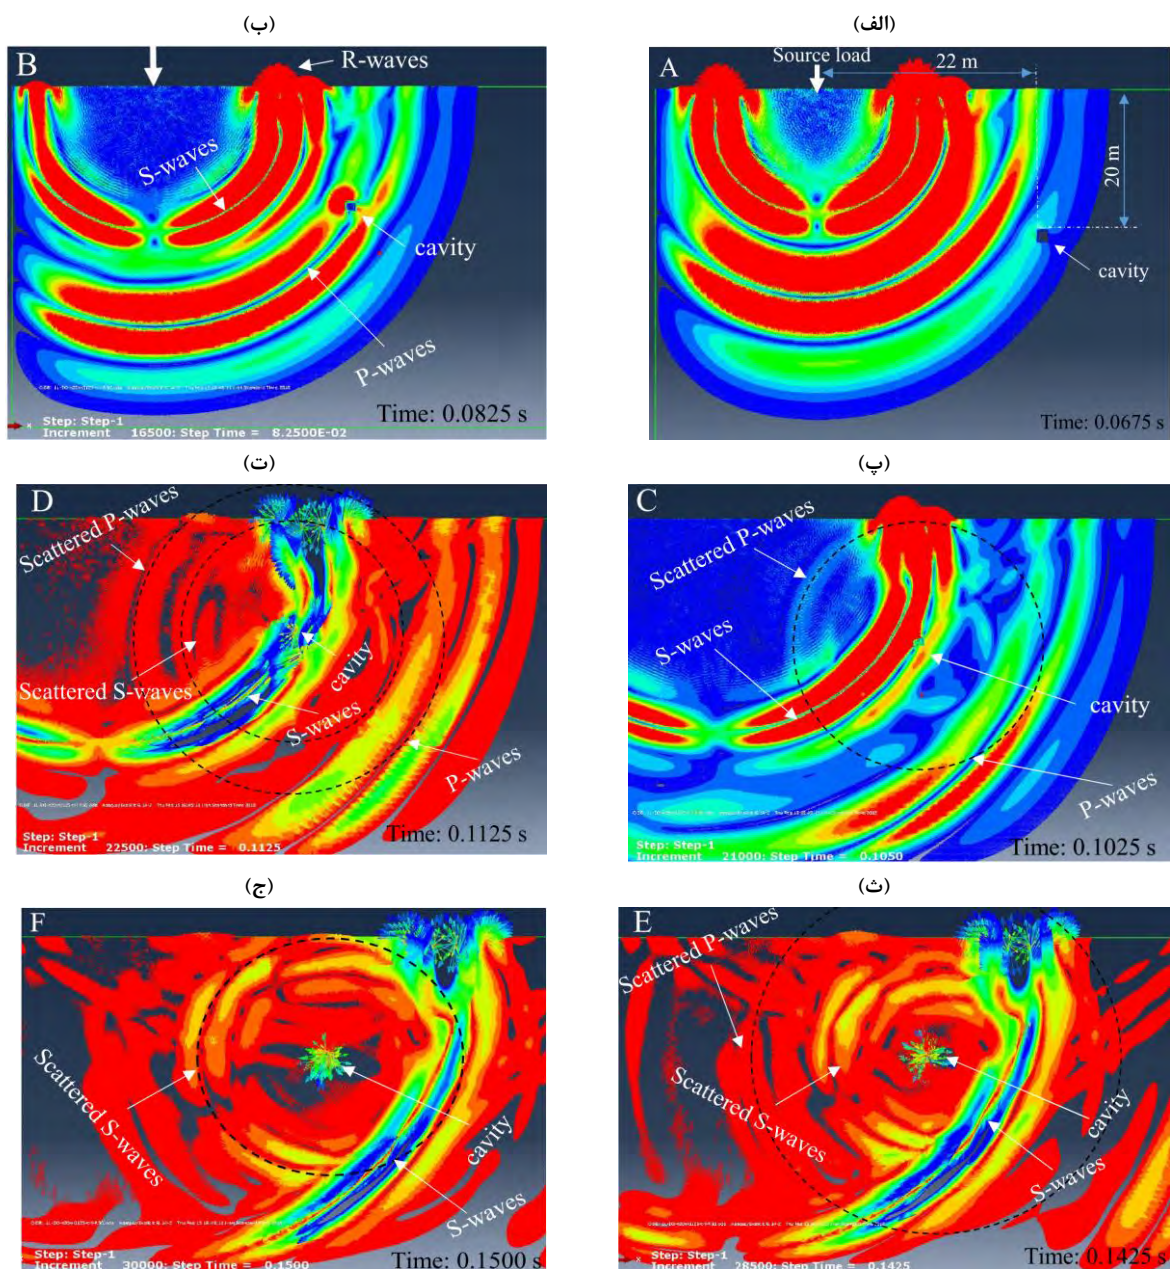 (الف)
A
Source load
22 m
20 m
cavity
Time: 0.0675 s
(ب)
B
R-waves
S-waves
cavity
P-waves
Step: Step-1
Increment 16500: Step Time = 8.2500E-02
Time: 0.0825 s
(پ)
C
Scattered P-waves
S-waves
cavity
P-waves
Step: Step-1
Increment 21000: Step Time = 0.1050
Time: 0.1025 s
(ت)
D
Scattered P-waves
Scattered S-waves
cavity
S-waves
P-waves
Step: Step-1
Increment 22500: Step Time = 0.1125
Time: 0.1125 s
(ث)
E
Scattered P-waves
Scattered S-waves
cavity
S-waves
Step: Step-1
Increment 28500: Step Time = 0.1425
Time: 0.1425 s
(ج)
F
Scattered S-waves
cavity
S-waves
Step: Step-1
Increment 30000: Step Time = 0.1500
Time: 0.1500 s